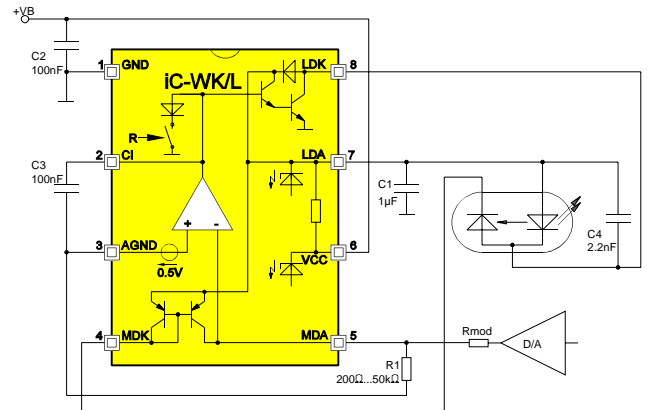 +VB
C2
100nF
1
GND
iC-WK/L
LDK
8
R
2
CI
LDA
7
C3
100nF
C1
1µF
C4
2.2nF
+
-
3
AGND
0.5V
VCC
6
4
MDK
MDA
5
Rmod
D/A
R1
200Ω...50kΩ